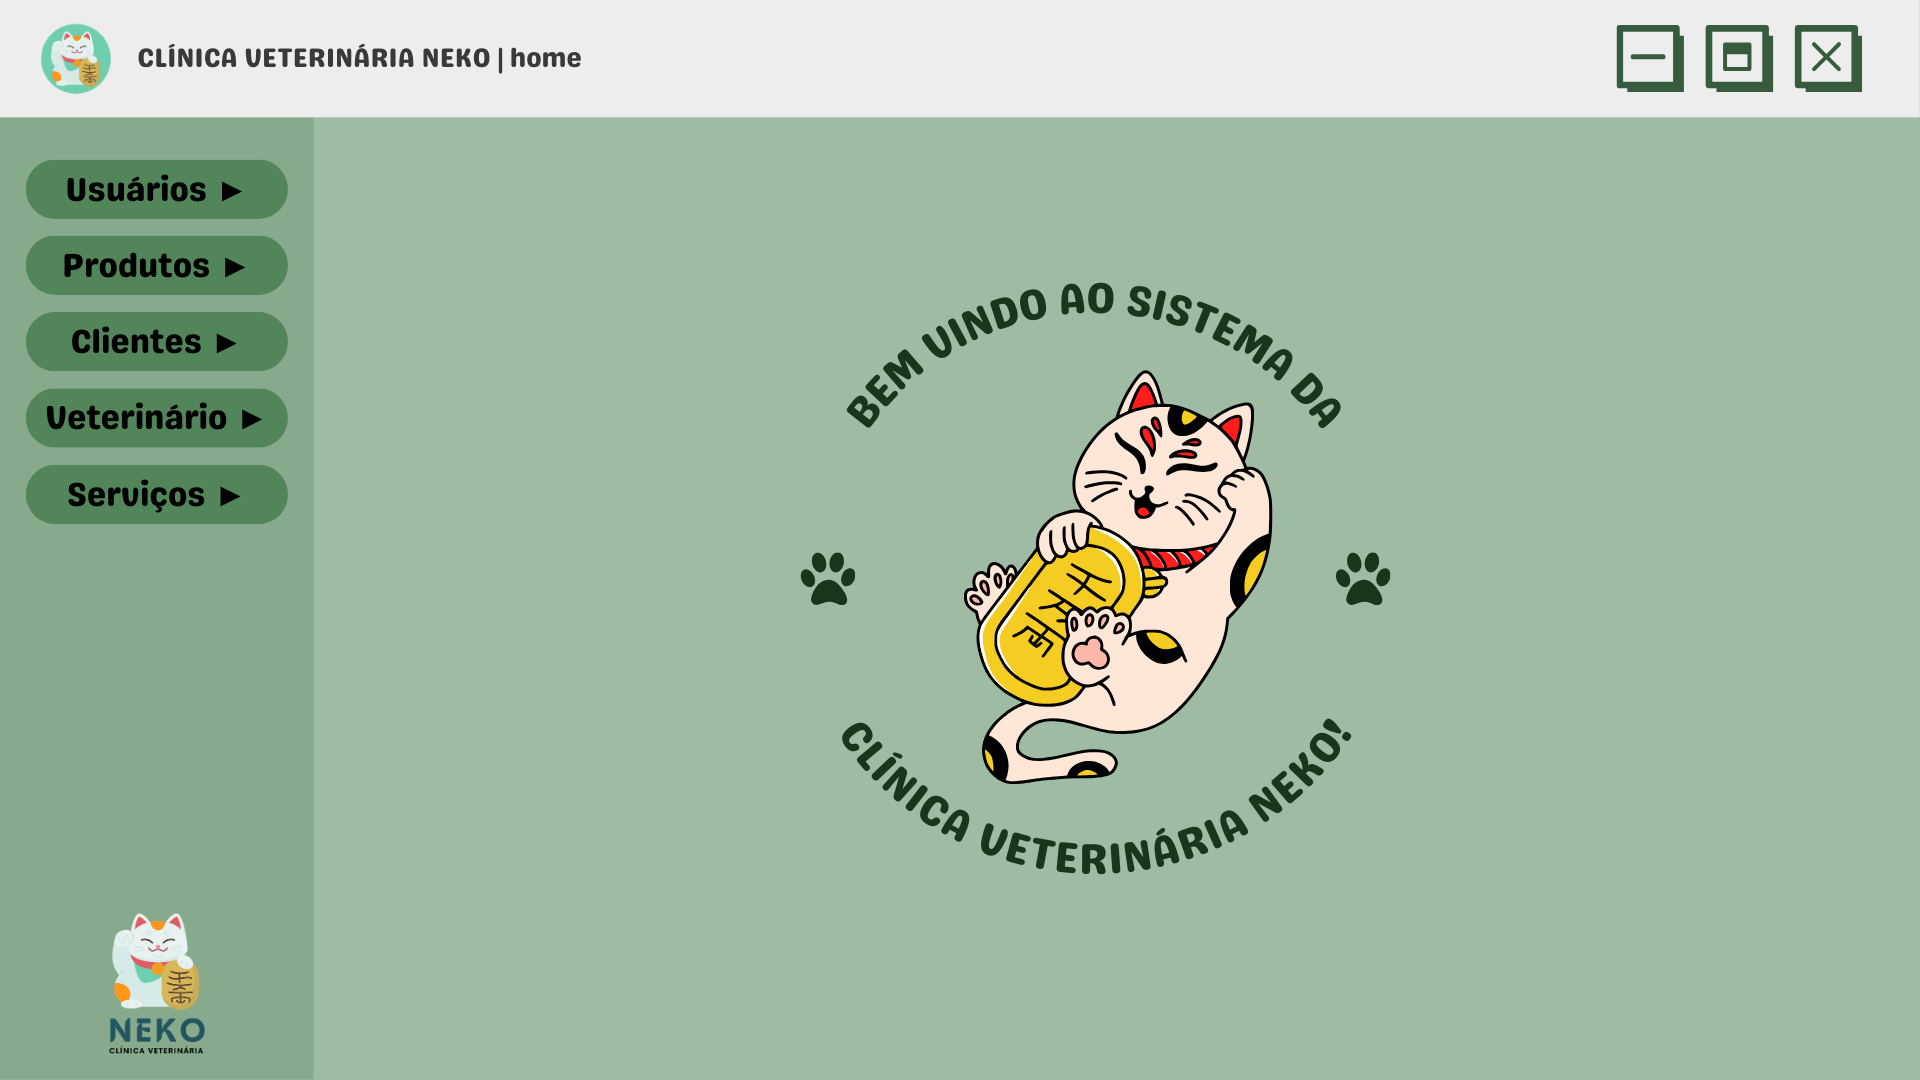 CLÍNICA VETERINÁRIA NEKO | home
Usuários ►
Produtos ►
Clientes ►
Veterinário ►
Serviços ►
BEM VINDO AO SISTEMA DA
CLÍNICA VETERINÁRIA NEKO!
NEKO
CLÍNICA VETERINÁRIA